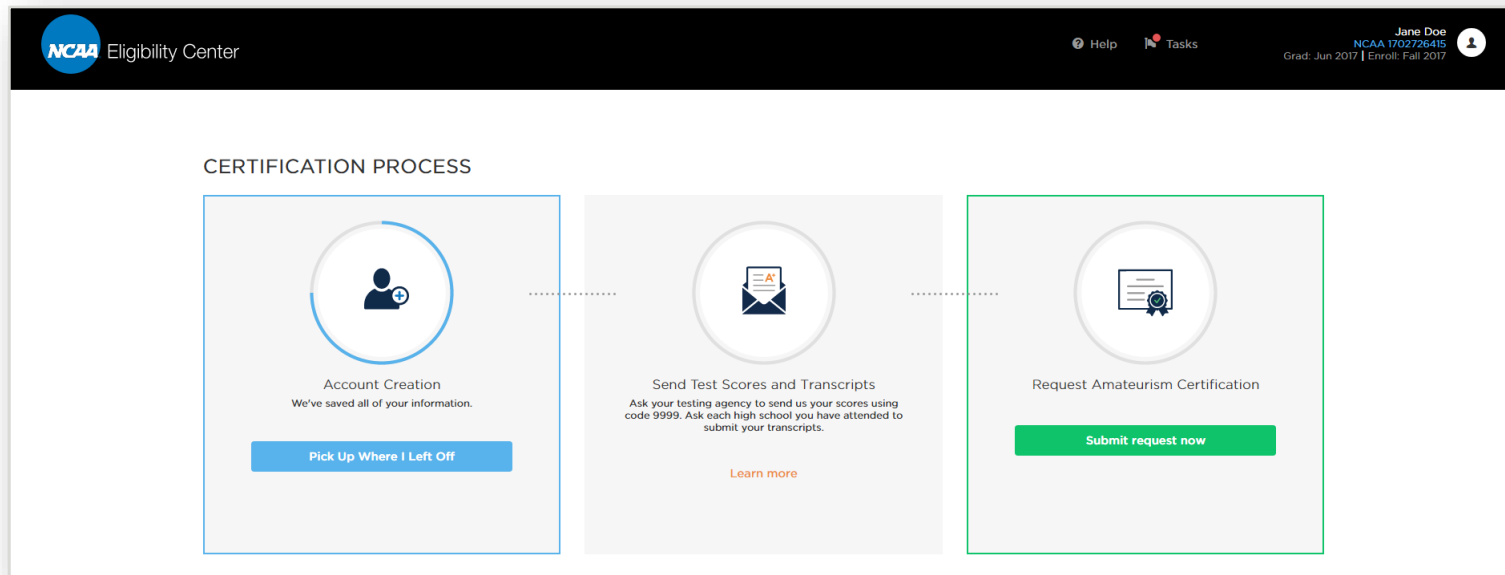 NCAA Eligibility Center
Help
Tasks
Jane Doe
NCAA 1702726415
Grad: Jun 2017 | Enroll: Fall 2017
CERTIFICATION PROCESS
Account Creation
We've saved all of your information.
Pick Up Where I Left Off
A+
Send Test Scores and Transcripts
Ask your testing agency to send us your scores using
code 9999. Ask each high school you have attended to
submit your transcripts.
Learn more
Request Amateurism Certification
Submit request now